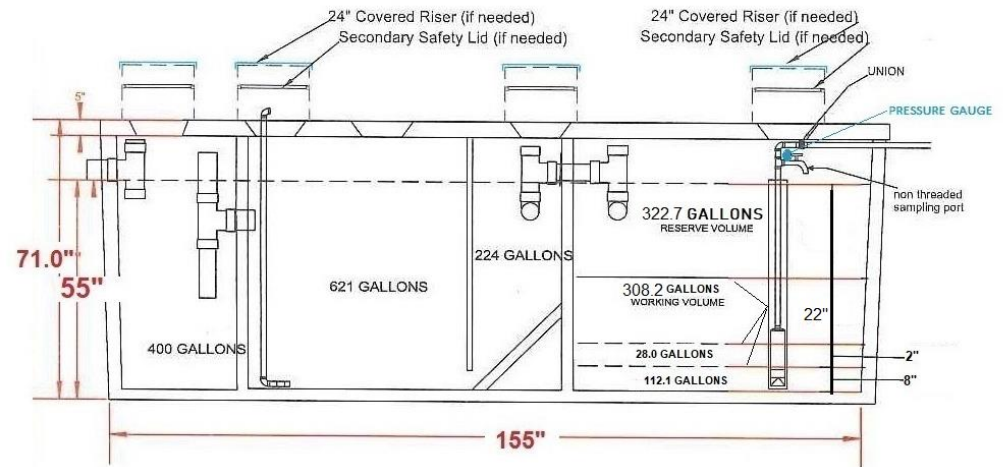 24" Covered Riser (if needed)
Secondary Safety Lid (if needed)
24" Covered Riser (if needed)
Secondary Safety Lid (if needed)
UNION
PRESSURE GAUGE
5"
non threaded
sampling port
322.7 GALLONS
RESERVE VOLUME
71.0"
55"
224 GALLONS
621 GALLONS
308.2 GALLONS
WORKING VOLUME
22"
400 GALLONS
28.0 GALLONS
2"
112.1 GALLONS
8"
155"